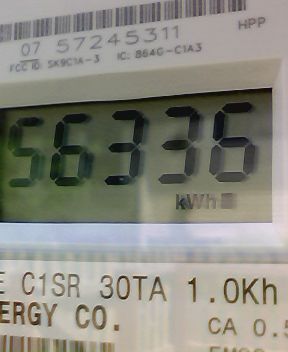 HPP
07 57245311
FCC ID: SK9C1A-3 IC: 864G-C1A3
56336
kWh
E C1SR 30TA 1.0Kh
ERGY CO.
CA 0.5